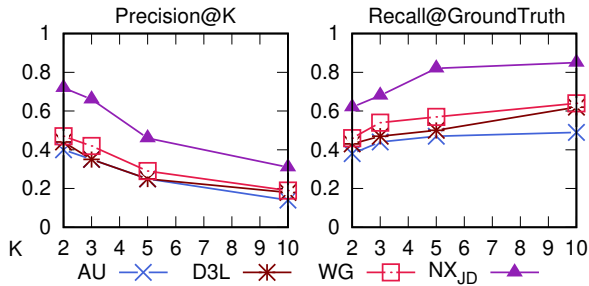 Precision@K Recall@GroundTruth
1 1
0.8 0.8
0.6 0.6
0.4 0.4
0.2 0.2
0 0
K 2 3 4 5 6 7 8 9 10 2 3 4 5 6 7 8 9 10
AU D3L WG NX_JD